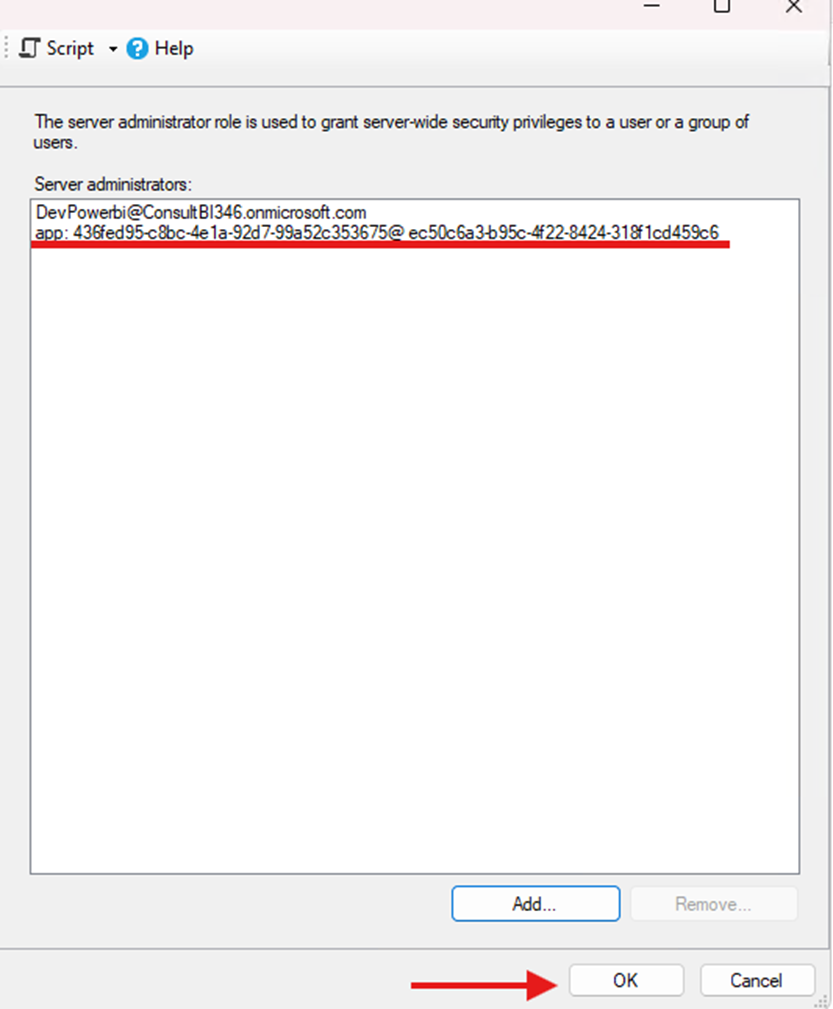 Script Help
The server administrator role is used to grant server-wide security privileges to a user or a group of
users.
Server administrators:
DevPowerbi@ConsultBI346.onmicrosoft.com
app: 436fed95-c8bc-4e1a-92d7-99a52c353675@ ec50c6a3-b95c-4f22-8424-318f1cd459c6
Add... Remove...
OK Cancel